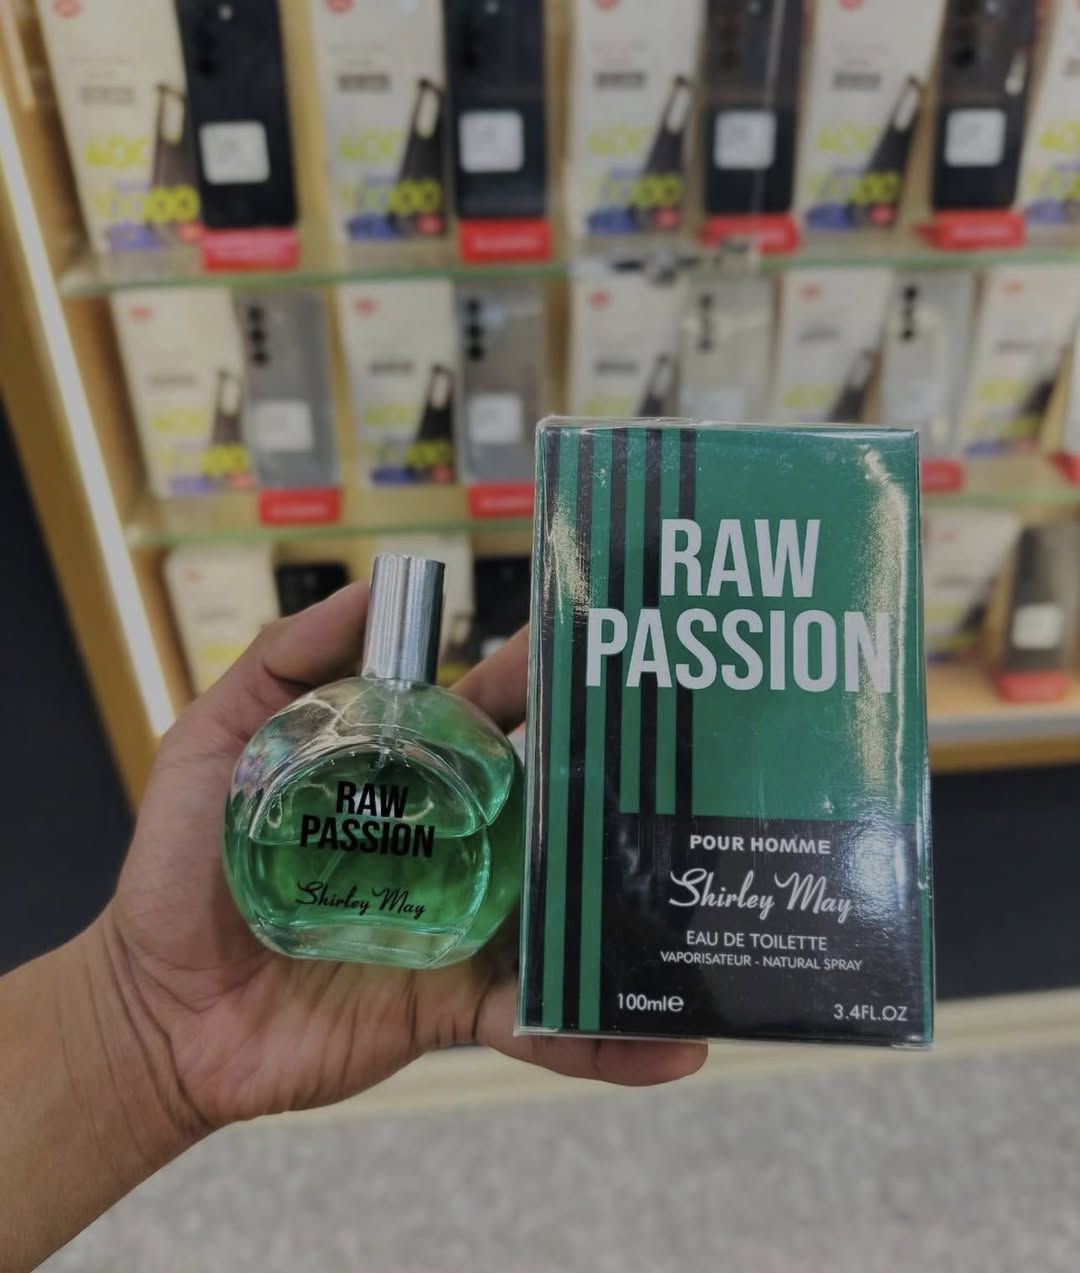 RAW
PASSION
Shirley May
RAW
PASSION
POUR HOMME
Shirley May
EAU DE TOILETTE
VAPORISATEUR - NATURAL SPRAY
100ml℮
3.4FL.OZ